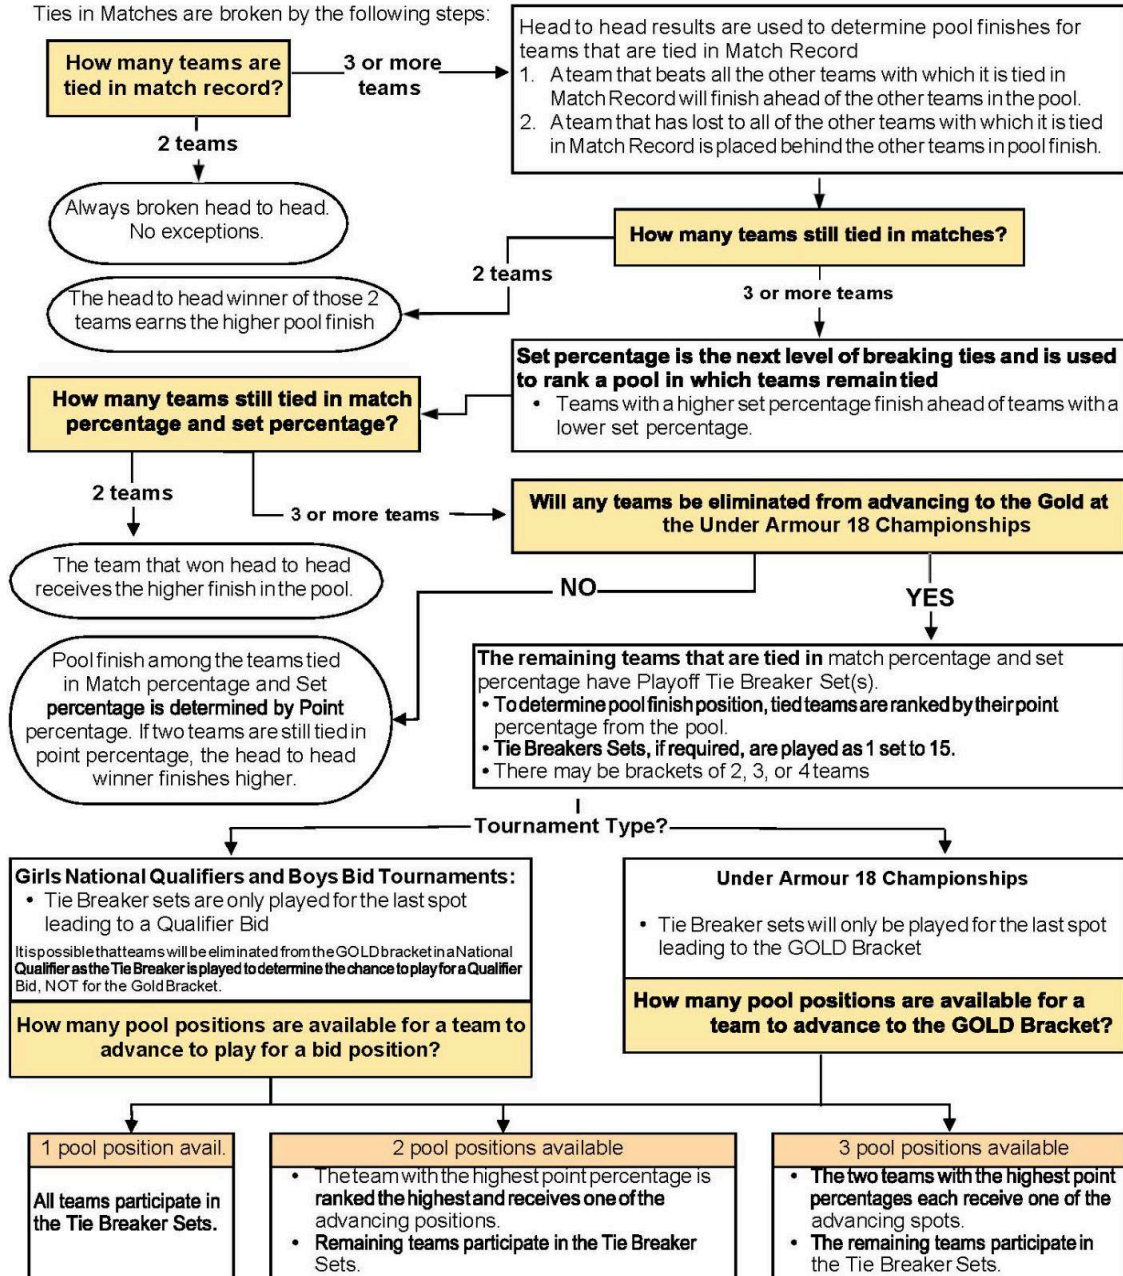 Ties in Matches are broken by the following steps:
How many teams are
tied in match record?
3 or more
teams
Head to head results are used to determine pool finishes for
teams that are tied in Match Record
1. A team that beats all the other teams with which it is tied in
Match Record will finish ahead of the other teams in the pool.
2. A team that has lost to all of the other teams with which it is tied
in Match Record is placed behind the other teams in pool finish.
2 teams
Always broken head to head.
No exceptions.
How many teams still tied in matches?
2 teams
The head to head winner of those 2
teams earns the higher pool finish
3 or more teams
Set percentage is the next level of breaking ties and is used
to rank a pool in which teams remain tied
• Teams with a higher set percentage finish ahead of teams with a
lower set percentage.
How many teams still tied in match
percentage and set percentage?
2 teams
3 or more teams
Will any teams be eliminated from advancing to the Gold at
the Under Armour 18 Championships
The team that won head to head
receives the higher finish in the pool.
NO
YES
Pool finish among the teams tied
in Match percentage and Set
percentage is determined by Point
percentage. If two teams are still tied in
point percentage, the head to head
winner finishes higher.
The remaining teams that are tied in match percentage and set
percentage have Playoff Tie Breaker Set(s).
• To determine pool finish position, tied teams are ranked by their point
percentage from the pool.
• Tie Breakers Sets, if required, are played as 1 set to 15.
• There may be brackets of 2, 3, or 4 teams
Tournament Type?
Girls National Qualifiers and Boys Bid Tournaments:
• Tie Breaker sets are only played for the last spot
leading to a Qualifier Bid
It is possible that teams will be eliminated from the GOLD bracket in a National
Qualifier as the Tie Breaker is played to determine the chance to play for a Qualifier
Bid, NOT for the Gold Bracket.
How many pool positions are available for a team to
advance to play for a bid position?
Under Armour 18 Championships
• Tie Breaker sets will only be played for the last spot
leading to the GOLD Bracket
How many pool positions are available for a
team to advance to the GOLD Bracket?
1 pool position avail.
All teams participate in
the Tie Breaker Sets.
2 pool positions available
• The team with the highest point percentage is
ranked the highest and receives one of the
advancing positions.
• Remaining teams participate in the Tie Breaker
Sets.
3 pool positions available
• The two teams with the highest point
percentages each receive one of the
advancing spots.
• The remaining teams participate in
the Tie Breaker Sets.